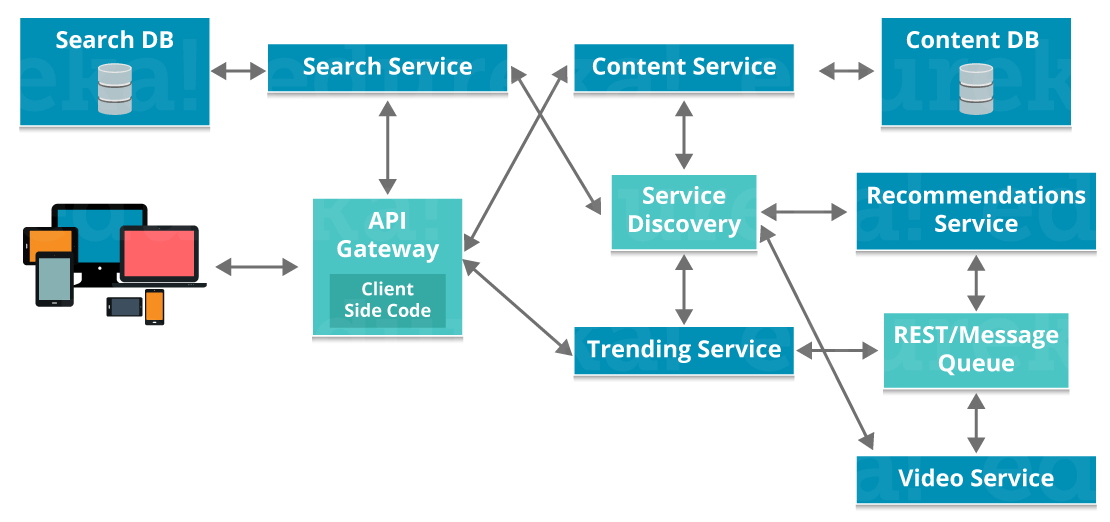 Search DB
Search Service
Content Service
Content DB
API
Gateway
Client
Side Code
Service
Discovery
Recommendations
Service
Trending Service
REST/Message
Queue
Video Service